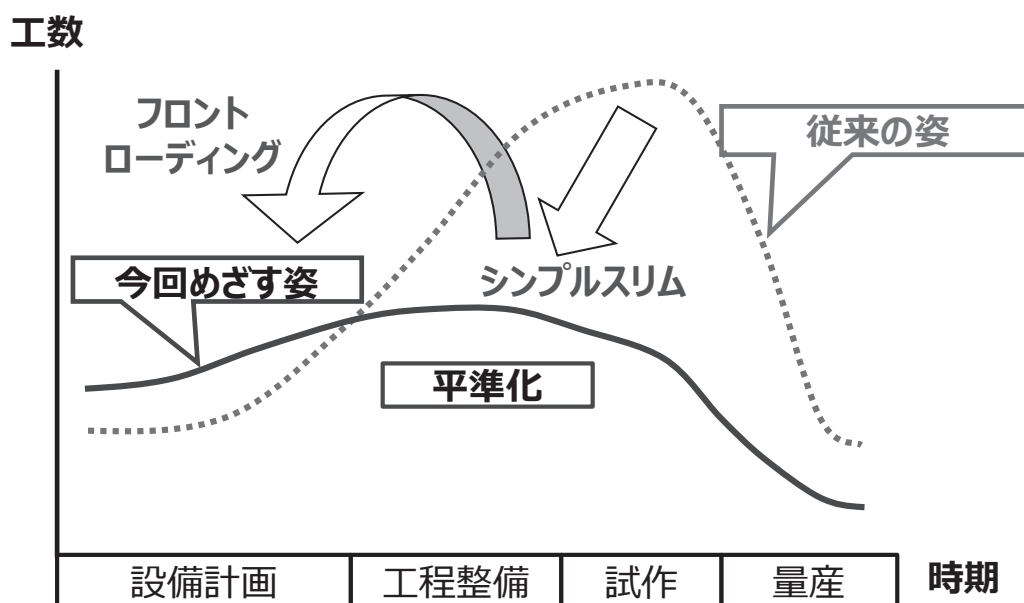 工数
フロント
ローディング
従来の姿
今回めざす姿
シンプルスリム
平準化
設備計画
工程整備
試作
量産
時期